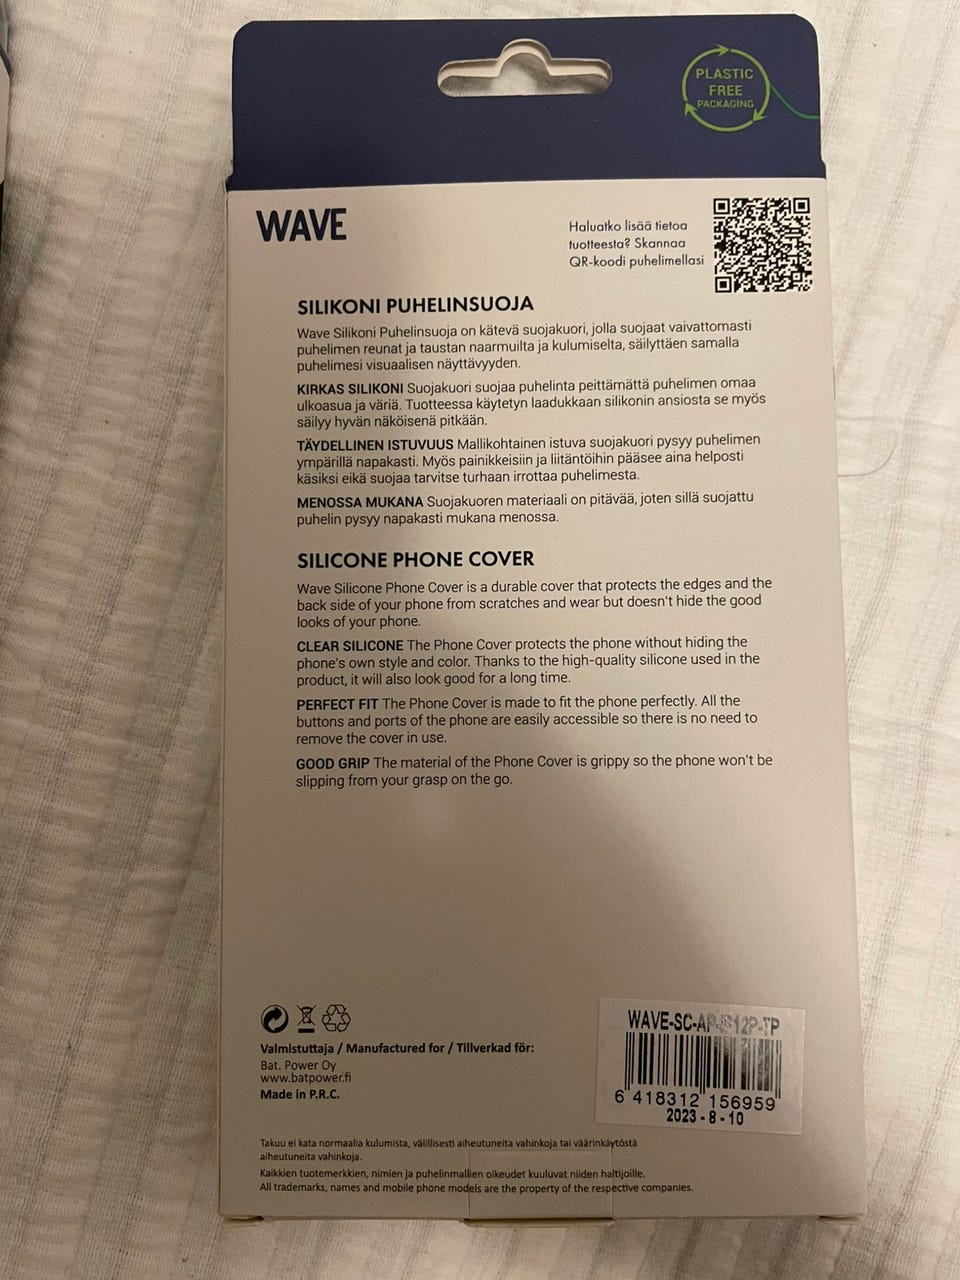 PLASTIC
FREE
PACKAGING
WAVE
Haluatko lisää tietoa
tuotteesta? Skannaa
QR-koodi puhelimellasi
SILIKONI PUHELINSUOJA
Wave Silikoni Puhelinsuoja on kätevä suojakuori, jolla suojaat vaivattomasti
puhelimen reunat ja taustan naarmuilta ja kulumiselta, säilyttäen samalla
puhelimesi visuaalisen näyttävyyden.
KIRKAS SILIKONI Suojakuori suojaa puhelinta peittämättä puhelimen omaa
ulkoasua ja väriä. Tuotteessa käytetyn laadukkaan silikonin ansiosta se myös
säilyy hyvän näköisenä pitkään.
TÄYDELLINEN ISTUVUUS Mallikohtainen istuva suojakuori pysyy puhelimen
ympärillä napakasti. Myös painikkeisiin ja liitäntöihin pääsee aina helposti
käsiksi eikä suojaa tarvitse turhaan irrottaa puhelimesta.
MENOSSA MUKANA Suojakuoren materiaali on pitävää, joten sillä suojattu
puhelin pysyy napakasti mukana menossa.
SILICONE PHONE COVER
Wave Silicone Phone Cover is a durable cover that protects the edges and the
back side of your phone from scratches and wear but doesn't hide the good
looks of your phone.
CLEAR SILICONE The Phone Cover protects the phone without hiding the
phone's own style and color. Thanks to the high-quality silicone used in the
product, it will also look good for a long time.
PERFECT FIT The Phone Cover is made to fit the phone perfectly. All the
buttons and ports of the phone are easily accessible so there is no need to
remove the cover in use.
GOOD GRIP The material of the Phone Cover is grippy so the phone won't be
slipping from your grasp on the go.
Valmistuttaja / Manufactured for / Tillverkad för:
Bat. Power Oy
www.batpower.fi
Made in P.R.C.
6 418312 156959
2023-8-10
Takuu ei kata normaalia kulumista, välillisesti aiheutuneita vahinkoja tai väärinkäytöstä
aiheutuneita vahinkoja.
Kaikkien tuotemerkkien, nimien ja puhelinmallien oikeudet kuuluvat niiden haltijoille.
All trademarks, names and mobile phone models are the property of the respective companies.